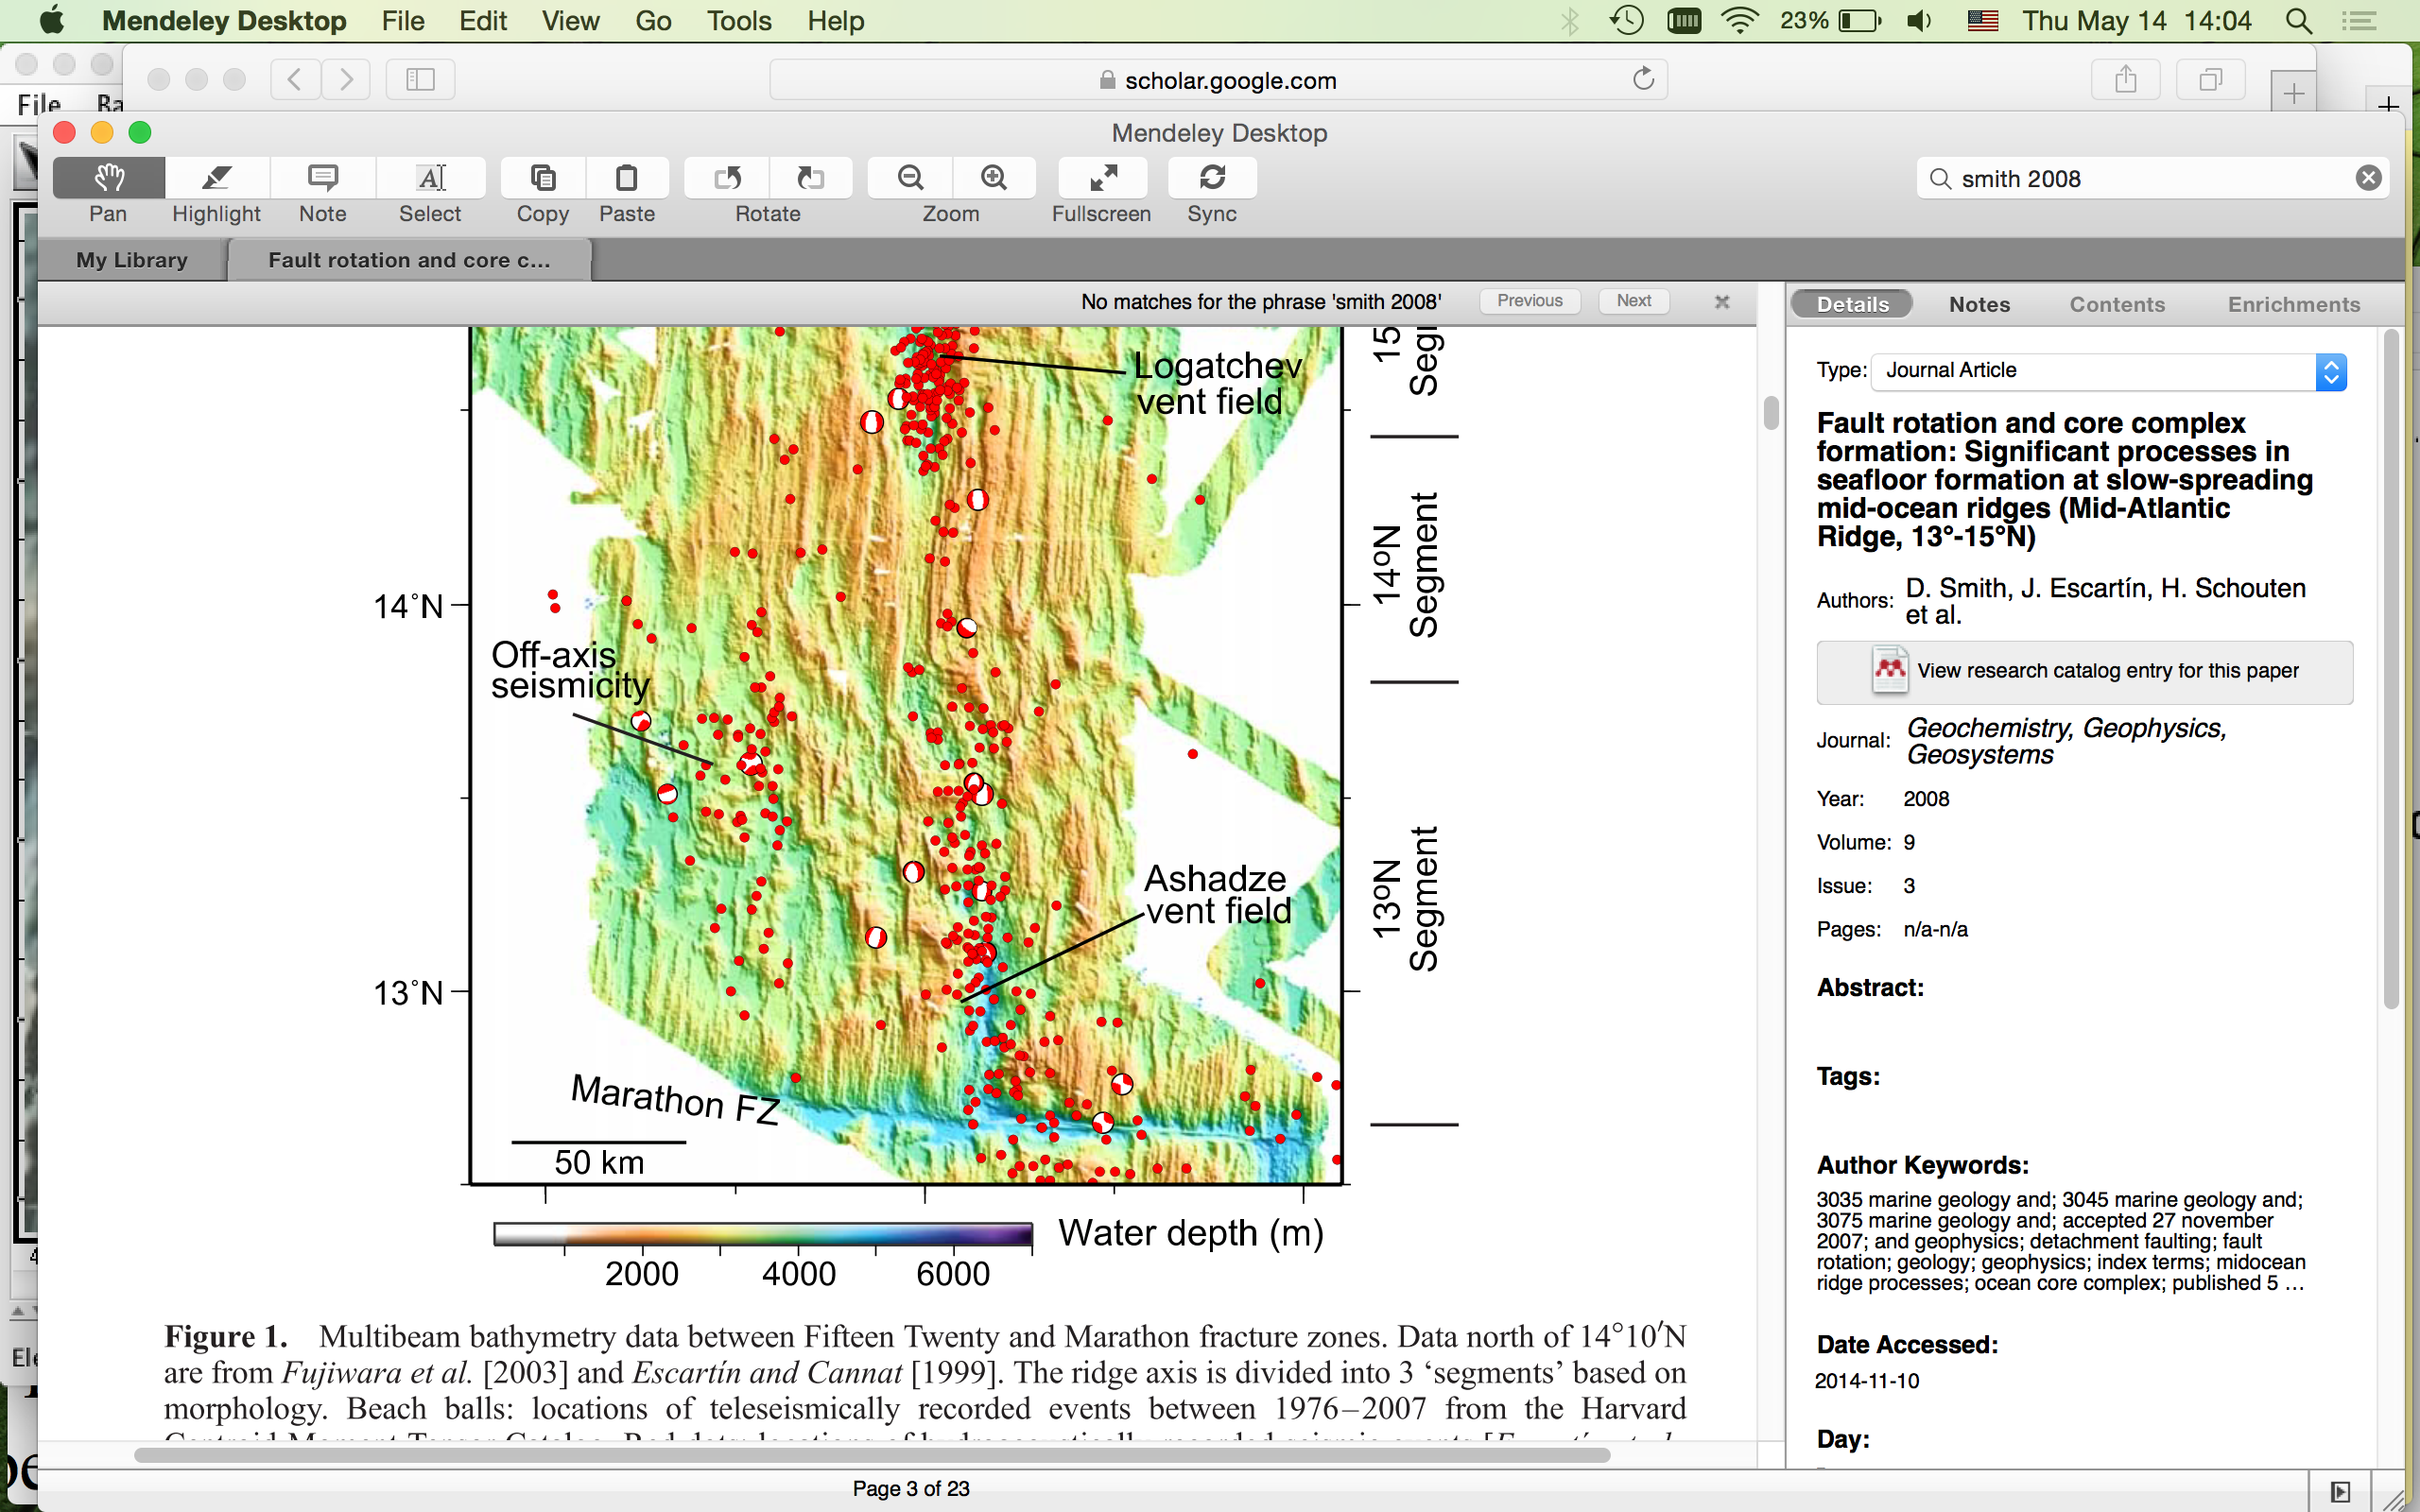 Mendeley Desktop File Edit View Go Tools Help 23% Thu May 14 14:04
scholar.google.com
File
Mendeley Desktop
smith 2008
Pan Highlight Note Select Copy Paste Rotate Zoom Fullscreen Sync
My Library Fault rotation and core c...
No matches for the phrase 'smith 2008' Previous Next
Logatchev
vent field
14°N
Off-axis
seismicity
Ashadze
vent field
13°N
Marathon FZ
50 km
15
14ºN
Segment
13ºN
Segment
Water depth (m)
2000 4000 6000
Figure 1. Multibeam bathymetry data between Fifteen Twenty and Marathon fracture zones. Data north of 14°10′N
are from Fujiwara et al. [2003] and Escartín and Cannat [1999]. The ridge axis is divided into 3 ‘segments’ based on
morphology. Beach balls: locations of teleseismically recorded events between 1976–2007 from the Harvard
Page 3 of 23
Details Notes Contents Enrichments
Type: Journal Article
Fault rotation and core complex
formation: Significant processes in
seafloor formation at slow-spreading
mid-ocean ridges (Mid-Atlantic
Ridge, 13°-15°N)
Authors: D. Smith, J. Escartín, H. Schouten
et al.
View research catalog entry for this paper
Journal: Geochemistry, Geophysics,
Geosystems
Year: 2008
Volume: 9
Issue: 3
Pages: n/a-n/a
Abstract:
Tags:
Author Keywords:
3035 marine geology and; 3045 marine geology and;
3075 marine geology and; accepted 27 november
2007; and geophysics; detachment faulting; fault
rotation; geology; geophysics; index terms; midocean
ridge processes; ocean core complex; published 5 ...
Date Accessed:
2014-11-10
Day: